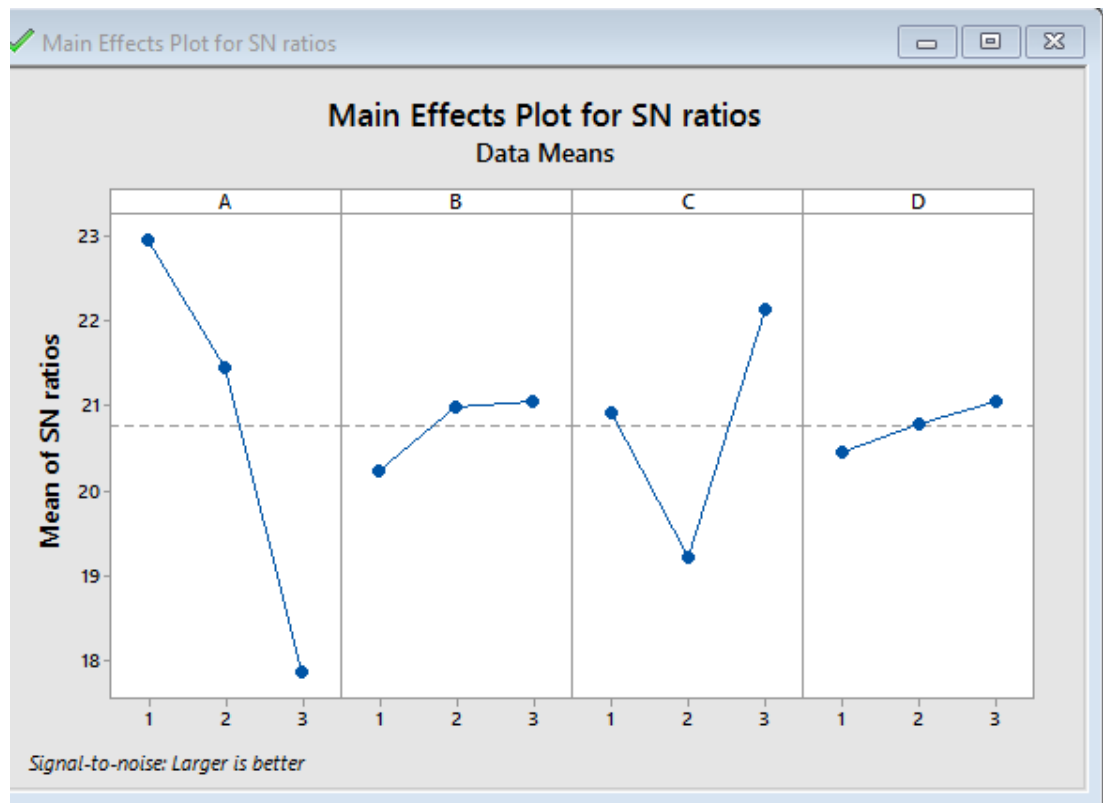 Main Effects Plot for SN ratios
Main Effects Plot for SN ratios
Data Means
A B C D
Mean of SN ratios
23
22
21
20
19
18
1 2 3 1 2 3 1 2 3 1 2 3
Signal-to-noise: Larger is better